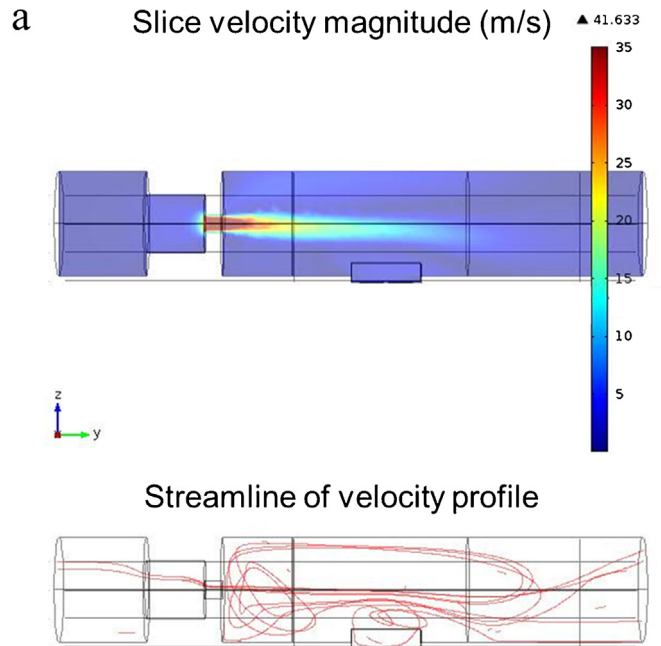 a
Slice velocity magnitude (m/s)
▲ 41.633
35
30
25
20
15
10
5
z
y
Streamline of velocity profile